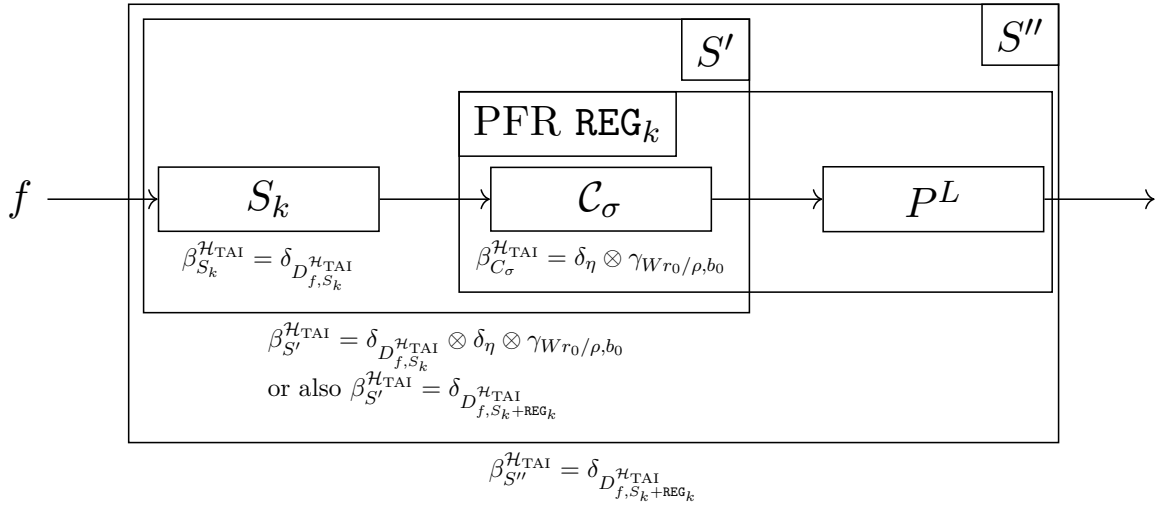 S′
S″
PFR REG_k
f
S_k
𝒞_σ
P^L
β_{S_k}^{ℋ_TAI} = δ_{D_{f,S_k}^{ℋ_TAI}}
β_{C_σ}^{ℋ_TAI} = δ_η ⊗ γ_{Wr_0/ρ,b_0}
β_{S′}^{ℋ_TAI} = δ_{D_{f,S_k}^{ℋ_TAI}} ⊗ δ_η ⊗ γ_{Wr_0/ρ,b_0}
or also β_{S′}^{ℋ_TAI} = δ_{D_{f,S_k+REG_k}^{ℋ_TAI}}
β_{S″}^{ℋ_TAI} = δ_{D_{f,S_k+REG_k}^{ℋ_TAI}}